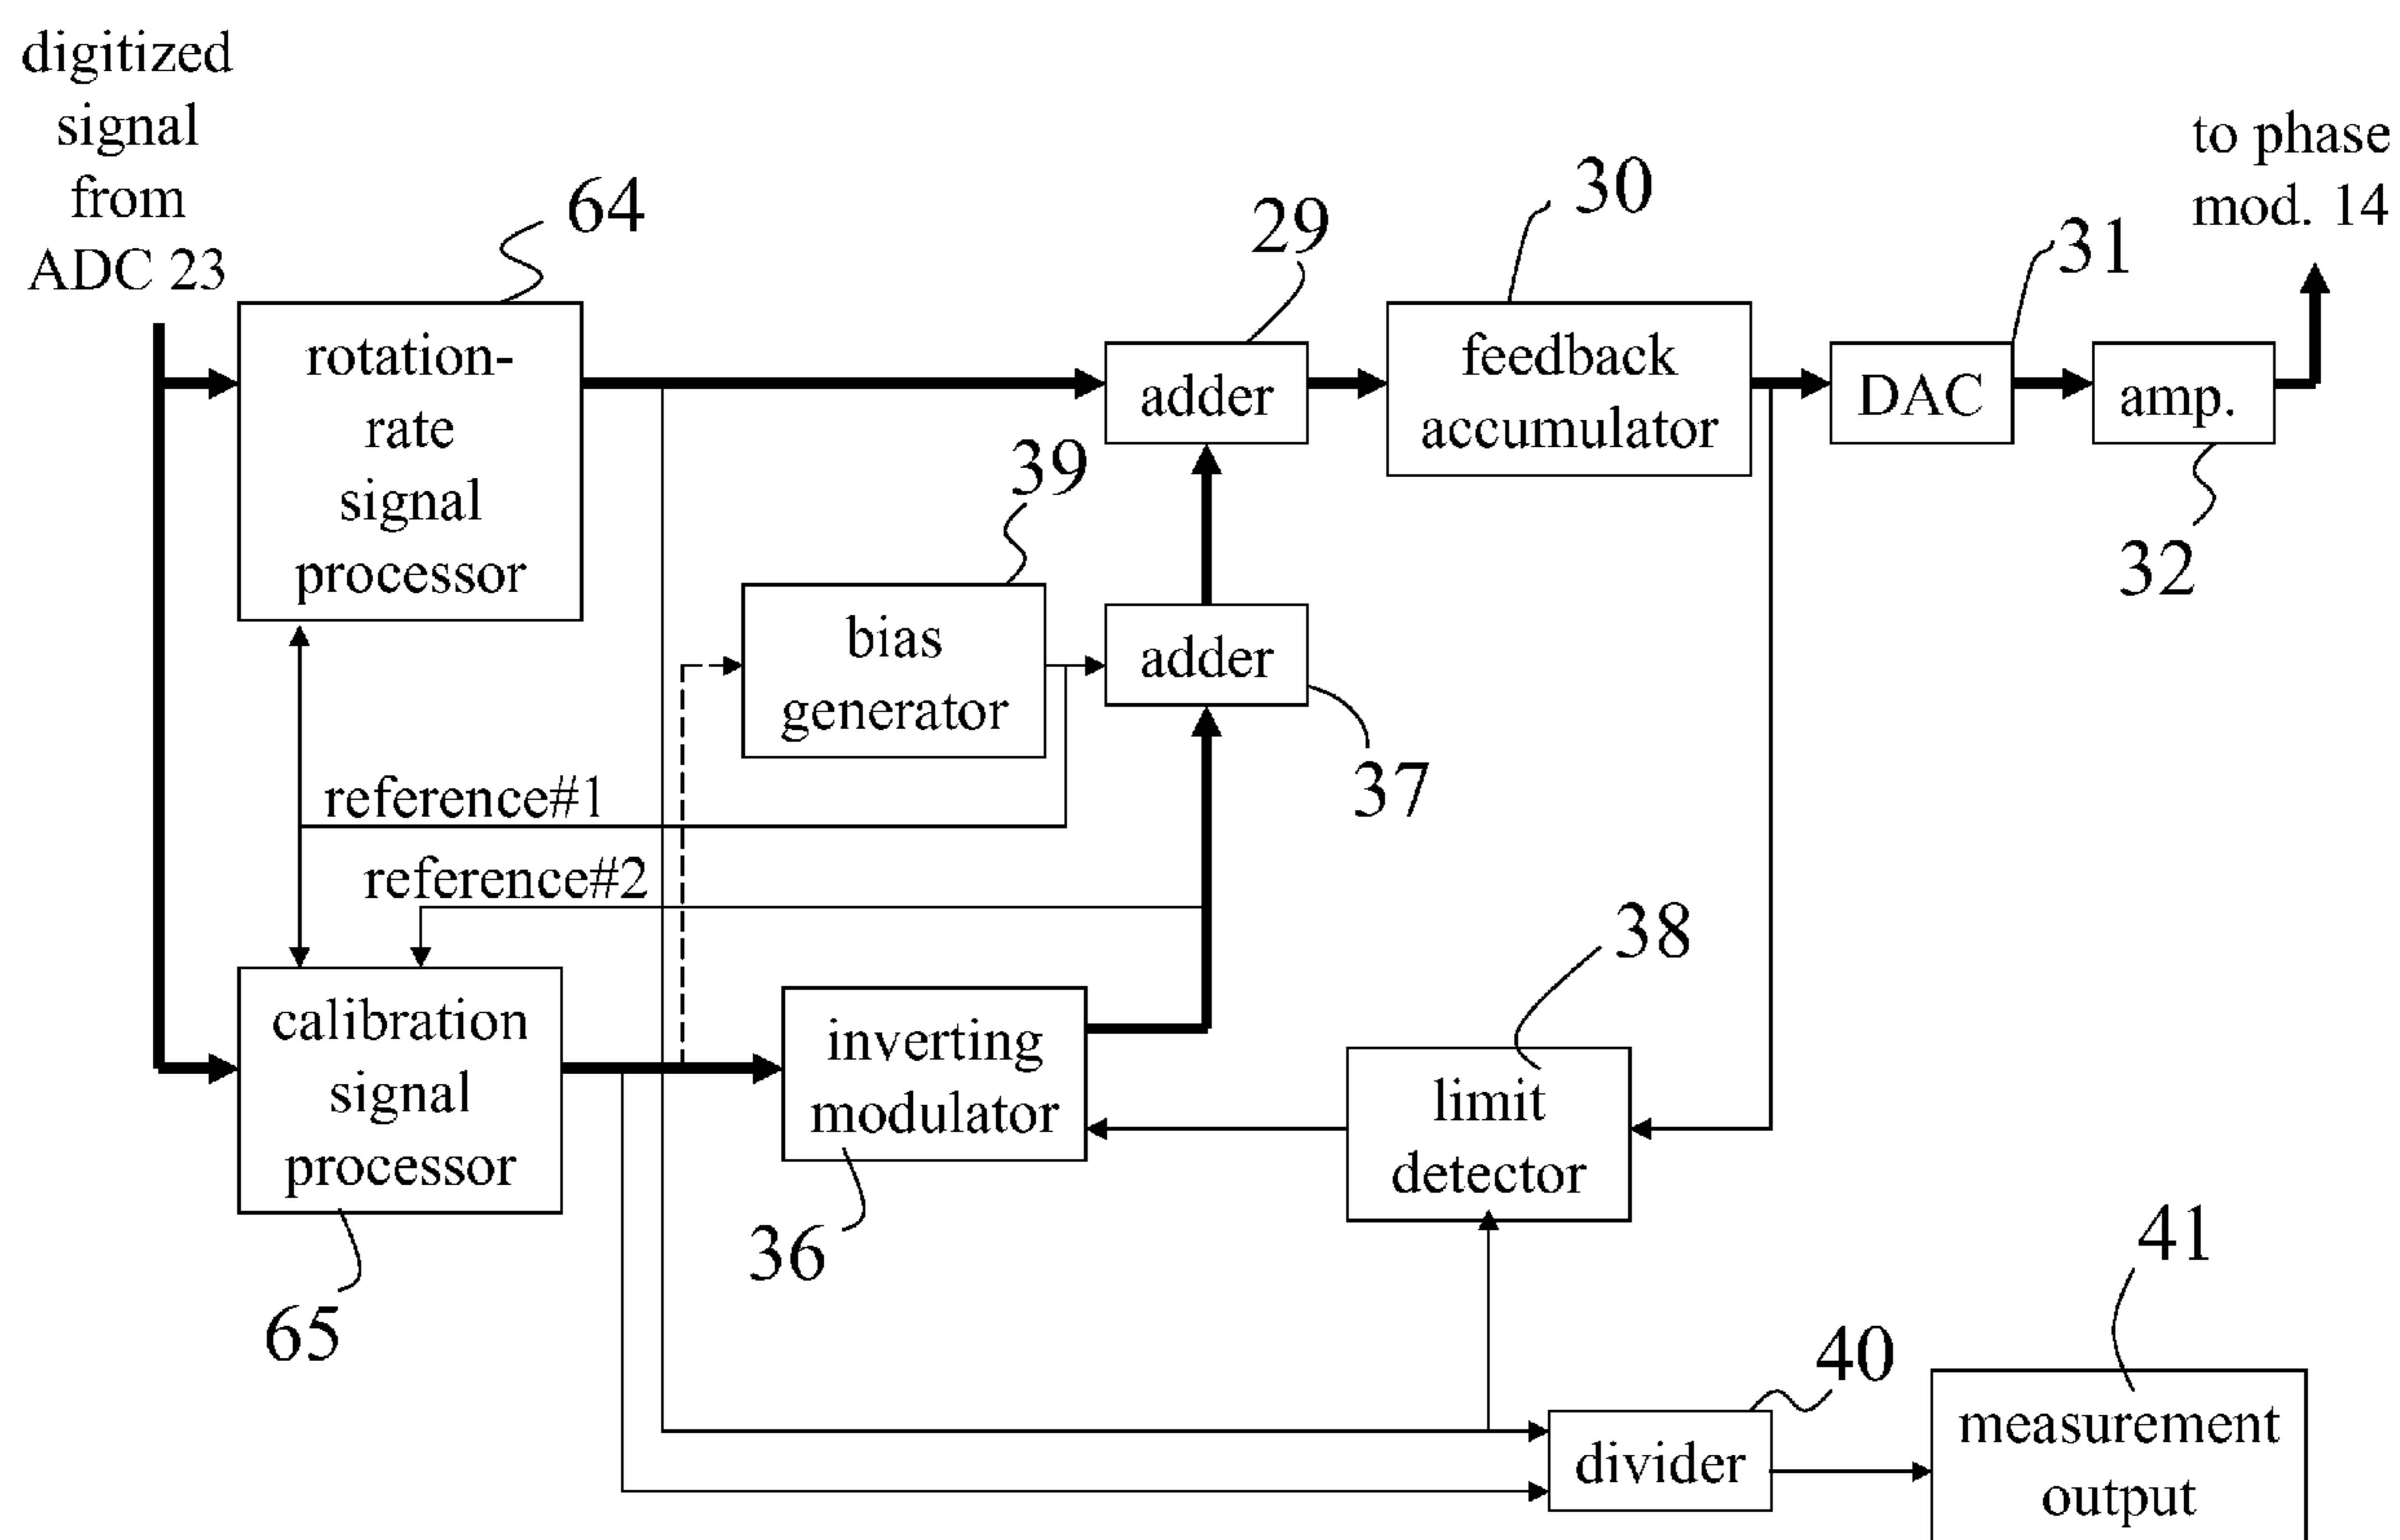 digitized
signal
from
ADC 23
to phase
mod. 14
64
29
30
31
rotation-
rate
signal
processor
adder
feedback
accumulator
DAC
amp.
32
39
bias
generator
adder
37
reference#1
reference#2
38
calibration
signal
processor
inverting
modulator
limit
detector
36
65
41
40
divider
measurement
output